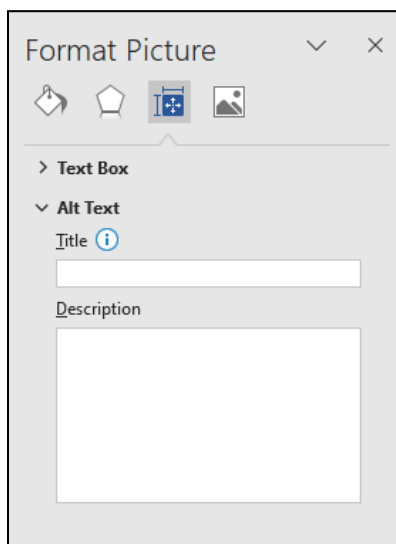 Format Picture
Text Box
Alt Text
Title
Description